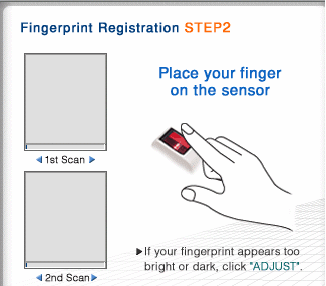 Fingerprint Registration STEP2
Place your finger
on the sensor
1st Scan
2nd Scan
If your fingerprint appears too
bright or dark, click "ADJUST".